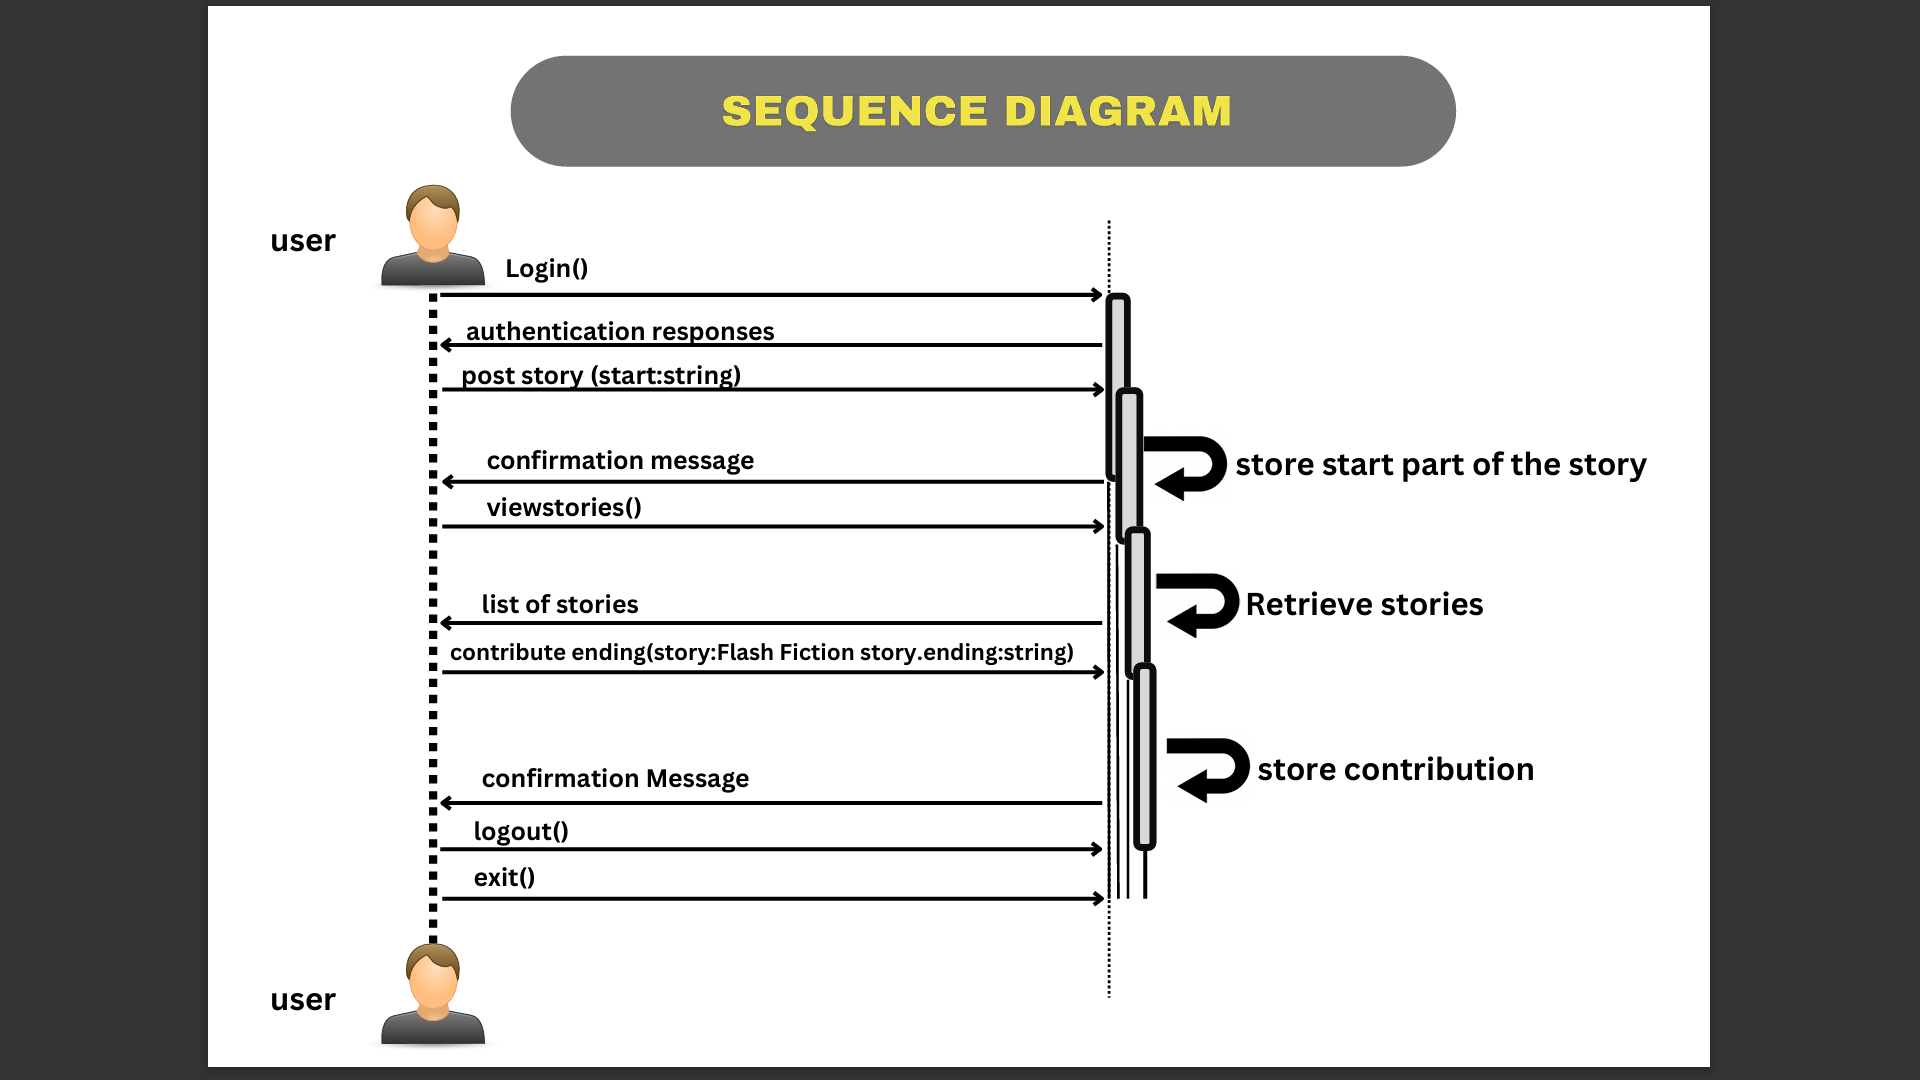 SEQUENCE DIAGRAM
user
Login()
authentication responses
post story (start:string)
confirmation message
store start part of the story
viewstories()
list of stories
Retrieve stories
contribute ending(story:Flash Fiction story.ending:string)
confirmation Message
store contribution
logout()
exit()
user